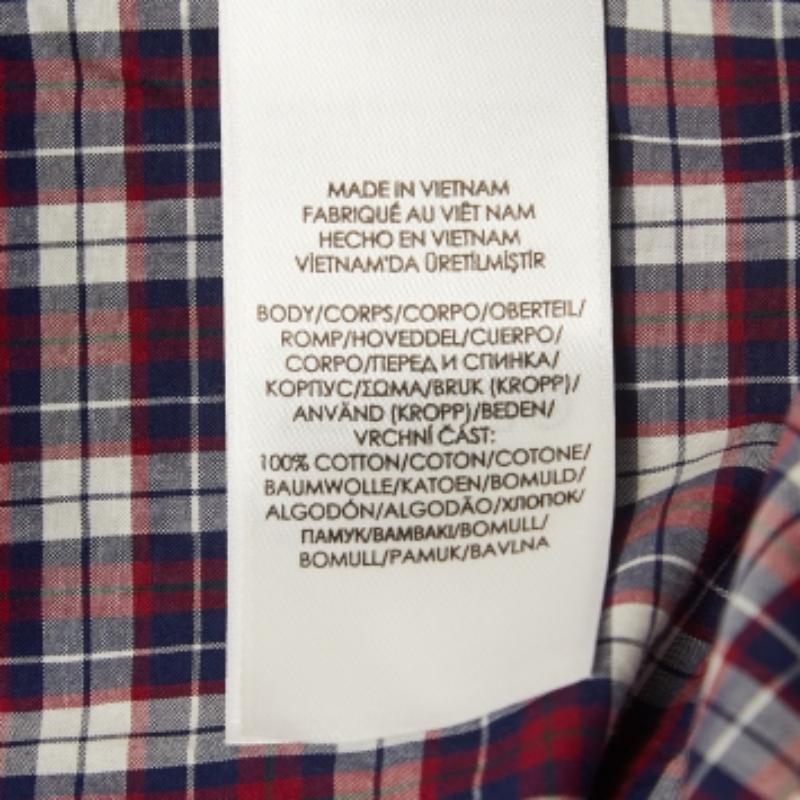 MADE IN VIETNAM
FABRIQUÉ AU VIÊT NAM
HECHO EN VIETNAM
VİETNAM'DA ÜRETİLMİŞTİR
BODY/CORPS/CORPO/OBERTEIL/
ROMP/HOVEDDEL/CUERPO/
CORPO/ПЕРЕД И СПИНКА/
КОРПУС/ΣΩΜΑ/BRUK (KROPP)/
ANVÄND (KROPP)/BEDEN/
VRCHNÍ ČÁST:
100% COTTON/COTON/COTONE/
BAUMWOLLE/KATOEN/BOMULD/
ALGODÓN/ALGODÃO/ХЛОПОК/
ПАМУК/ΒΑΜΒΑΚΙ/BOMULL/
BOMULL/PAMUK/BAVLNA